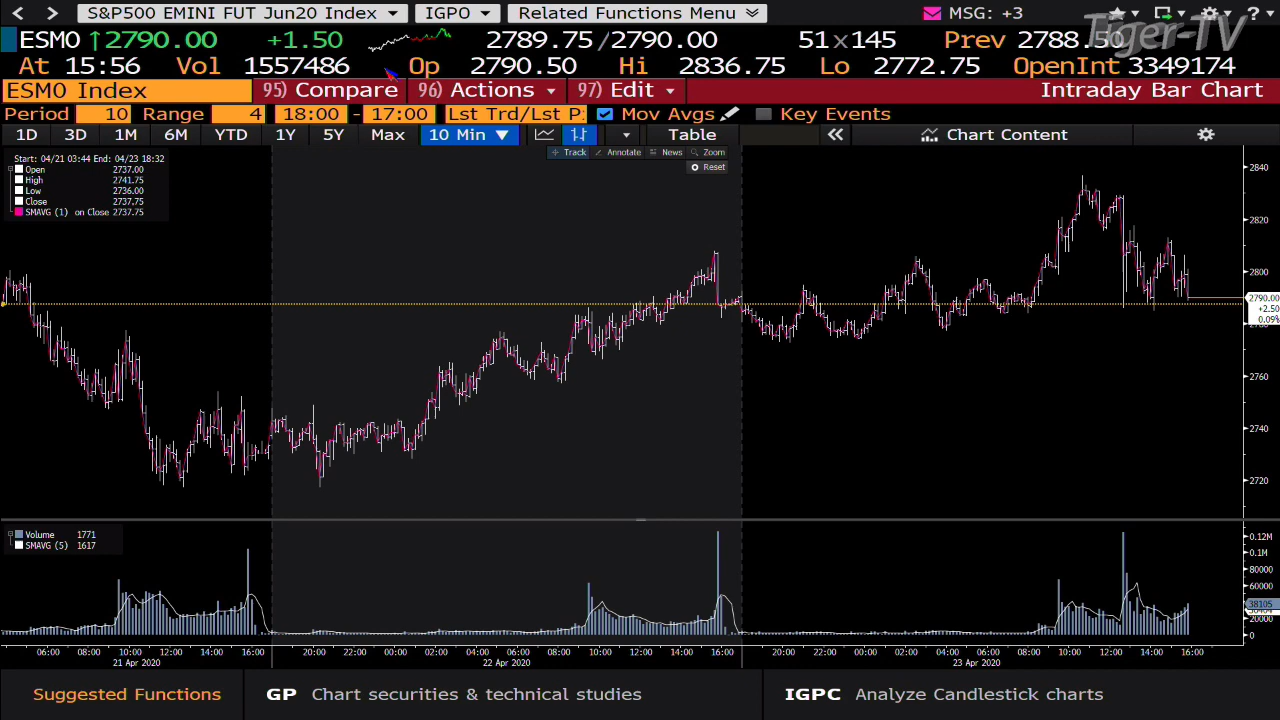 S&P500 EMINI FUT Jun20 Index IGPO Related Functions Menu MSG: +3 ?
Tiger-TV
ESM0 ↑2790.00 +1.50 2789.75/2790.00 51x145 Prev 2788.50
At 15:56 Vol 1557486 Op 2790.50 Hi 2836.75 Lo 2772.75 OpenInt 3349174
ESM0 Index 95) Compare 96) Actions 97) Edit Intraday Bar Chart
Period 10 Range 4 18:00 - 17:00 Lst Trd/Lst P Mov Avgs Key Events
1D 3D 1M 6M YTD 1Y 5Y Max 10 Min ▼ Table « Chart Content
Track Annotate News Zoom
Reset
Start: 04/21 03:44 End: 04/23 18:32
Open 2737.00
High 2741.75
Low 2736.00
Close 2737.75
SMAVG (1) on Close 2737.75
2840
2820
2800
2790.00
+2.50
0.09%
2780
2760
2740
2720
Volume 1771
SMAVG (5) 1617
0.12M
0.1M
80000
60000
38105
20000
0
06:00 08:00 10:00 12:00 14:00 16:00 20:00 22:00 00:00 02:00 04:00 06:00 08:00 10:00 12:00 14:00 16:00 20:00 22:00 00:00 02:00 04:00 06:00 08:00 10:00 12:00 14:00 16:00
21 Apr 2020 22 Apr 2020 23 Apr 2020
Suggested Functions GP Chart securities & technical studies IGPC Analyze Candlestick charts